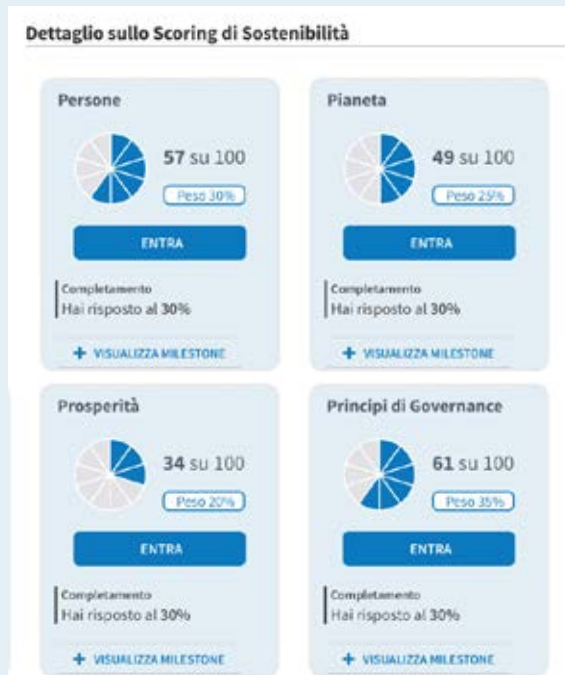 Dettaglio sullo Scoring di Sostenibilità
Persone
57 su 100
Peso 30%
ENTRA
Completamento
Hai risposto al 30%
+ VISUALIZZA MILESTONE
Pianeta
49 su 100
Peso 25%
ENTRA
Completamento
Hai risposto al 30%
+ VISUALIZZA MILESTONE
Prosperità
34 su 100
Peso 20%
ENTRA
Completamento
Hai risposto al 30%
+ VISUALIZZA MILESTONE
Principi di Governance
61 su 100
Peso 35%
ENTRA
Completamento
Hai risposto al 30%
+ VISUALIZZA MILESTONE